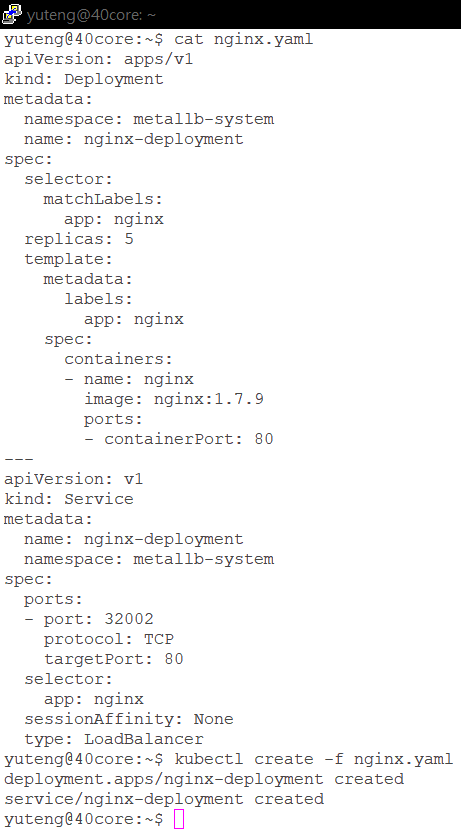 yuteng@40core: ~
yuteng@40core:~$ cat nginx.yaml
apiVersion: apps/v1
kind: Deployment
metadata:
  namespace: metallb-system
  name: nginx-deployment
spec:
  selector:
    matchLabels:
      app: nginx
  replicas: 5
  template:
    metadata:
      labels:
        app: nginx
    spec:
      containers:
      - name: nginx
        image: nginx:1.7.9
        ports:
        - containerPort: 80
---
apiVersion: v1
kind: Service
metadata:
  name: nginx-deployment
  namespace: metallb-system
spec:
  ports:
  - port: 32002
    protocol: TCP
    targetPort: 80
  selector:
    app: nginx
  sessionAffinity: None
  type: LoadBalancer
yuteng@40core:~$ kubectl create -f nginx.yaml
deployment.apps/nginx-deployment created
service/nginx-deployment created
yuteng@40core:~$